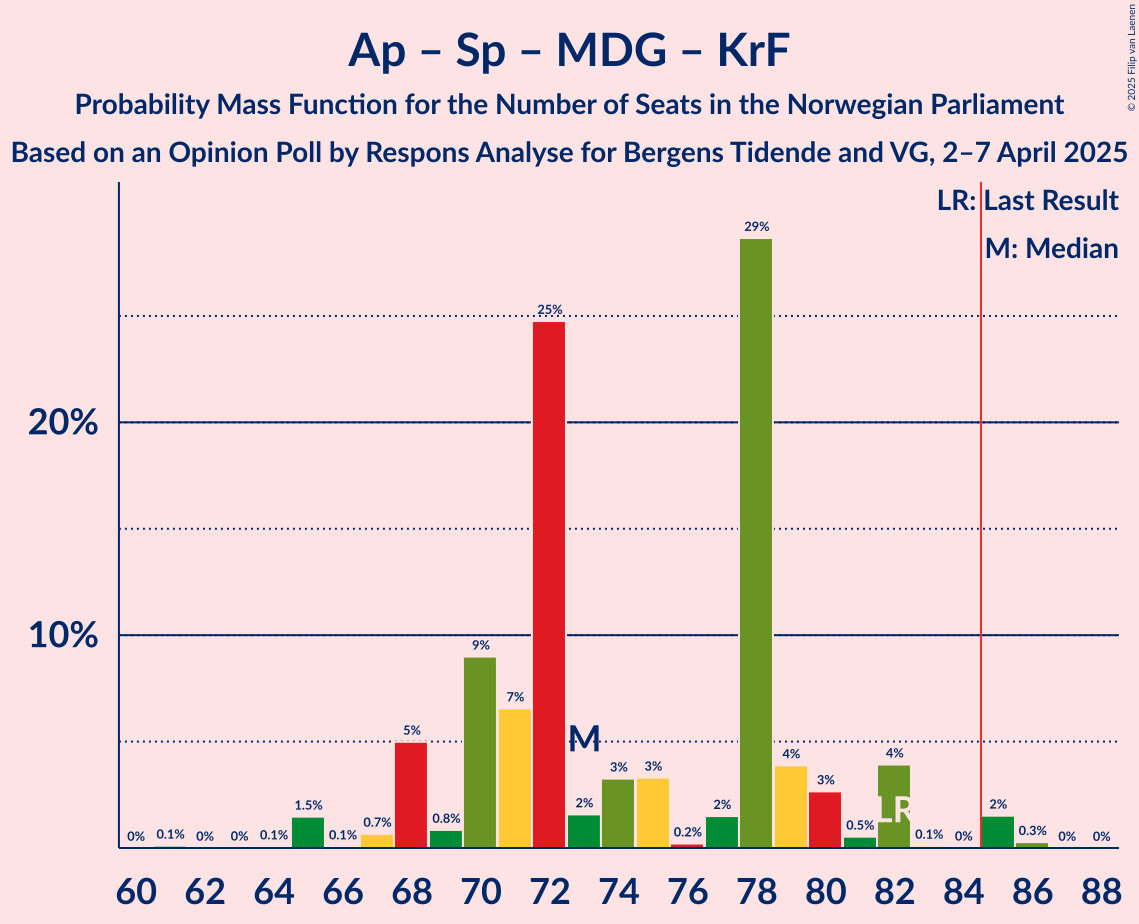 Ap – Sp – MDG – KrF
Probability Mass Function for the Number of Seats in the Norwegian Parliament
Based on an Opinion Poll by Respons Analyse for Bergens Tidende and VG, 2–7 April 2025
© 2025 Filip van Laenen
LR: Last Result
M: Median
20%
10%
0% 0.1% 0% 0% 0.1% 1.5% 0.1% 0.7% 5% 0.8% 9% 7% 25% 2% 3% 3% 0.2% 2% 29% 4% 3% 0.5% 4% 0.1% 0% 2% 0.3% 0% 0%
M
LR
60 62 64 66 68 70 72 74 76 78 80 82 84 86 88